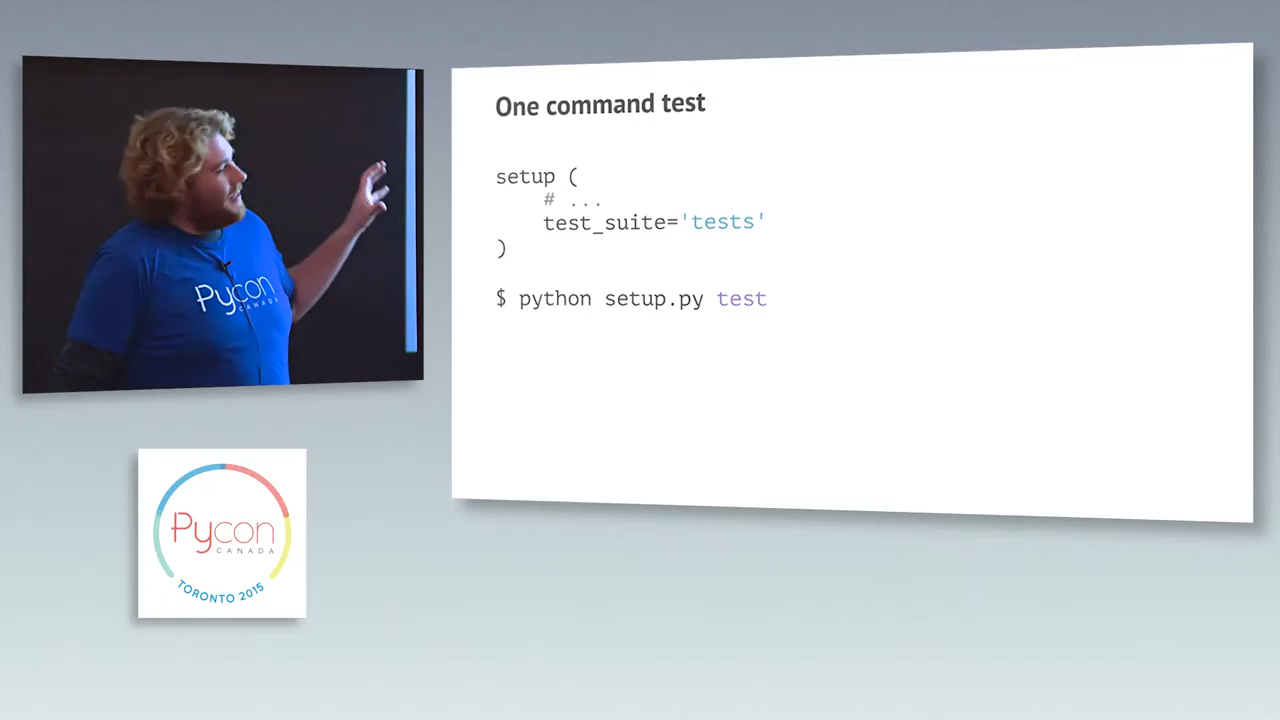 One command test
setup (
# ...
test_suite='tests'
)
$ python setup.py test
Pycon
CANADA
Pycon
CANADA
TORONTO 2015